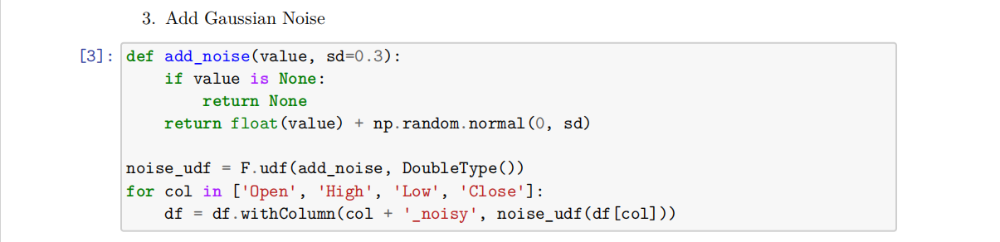 3. Add Gaussian Noise
[3]: def add_noise(value, sd=0.3):
    if value is None:
        return None
    return float(value) + np.random.normal(0, sd)

noise_udf = F.udf(add_noise, DoubleType())
for col in ['Open', 'High', 'Low', 'Close']:
    df = df.withColumn(col + '_noisy', noise_udf(df[col]))